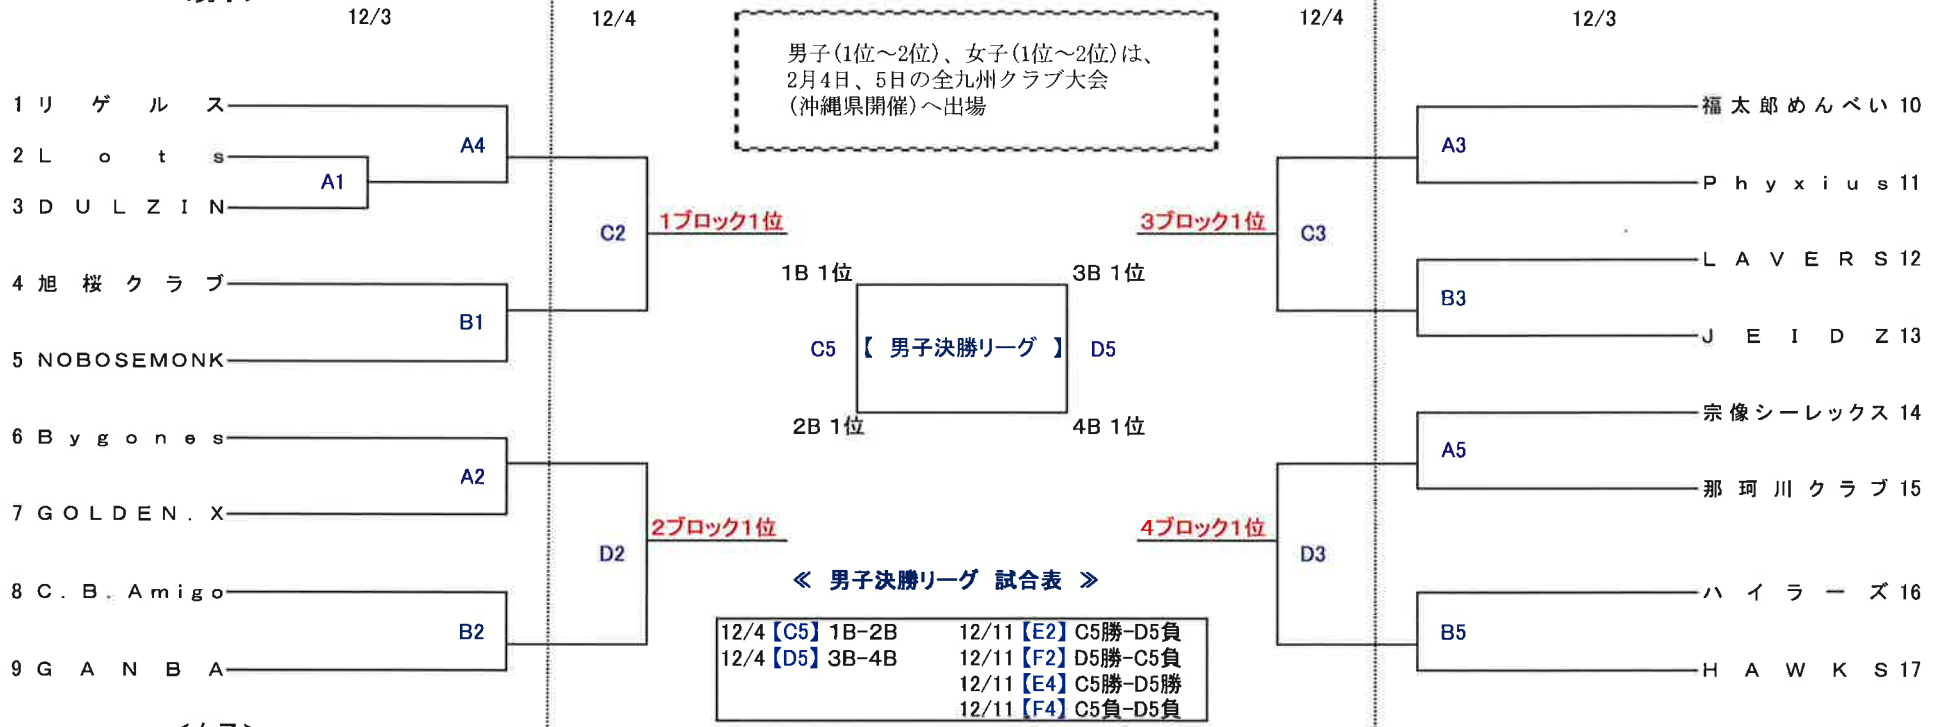 12/3
12/4
12/4
12/3
男子(1位～2位)、女子(1位～2位)は、
2月4日、5日の全九州クラブ大会
(沖縄県開催)へ出場
1 リゲルス
2 Lots
3 DULZIN
4 旭桜クラブ
5 NOBOSEMONK
6 Bygones
7 GOLDEN.X
8 C.B.Amigo
9 GANBA
A4
A1
B1
A2
B2
C2
D2
1ブロック1位
2ブロック1位
3ブロック1位
4ブロック1位
1B 1位
3B 1位
C5 【 男子決勝リーグ 】 D5
2B 1位
4B 1位
≪ 男子決勝リーグ 試合表 ≫
12/4【C5】1B-2B 12/11【E2】C5勝-D5負
12/4【D5】3B-4B 12/11【F2】D5勝-C5負
12/11【E4】C5勝-D5勝
12/11【F4】C5負-D5負
C3
D3
A3
B3
A5
B5
福太郎めんべい 10
Phyxius 11
LAVERS 12
JEIDZ 13
宗像シーレックス 14
那珂川クラブ 15
ハイラーズ 16
HAWKS 17